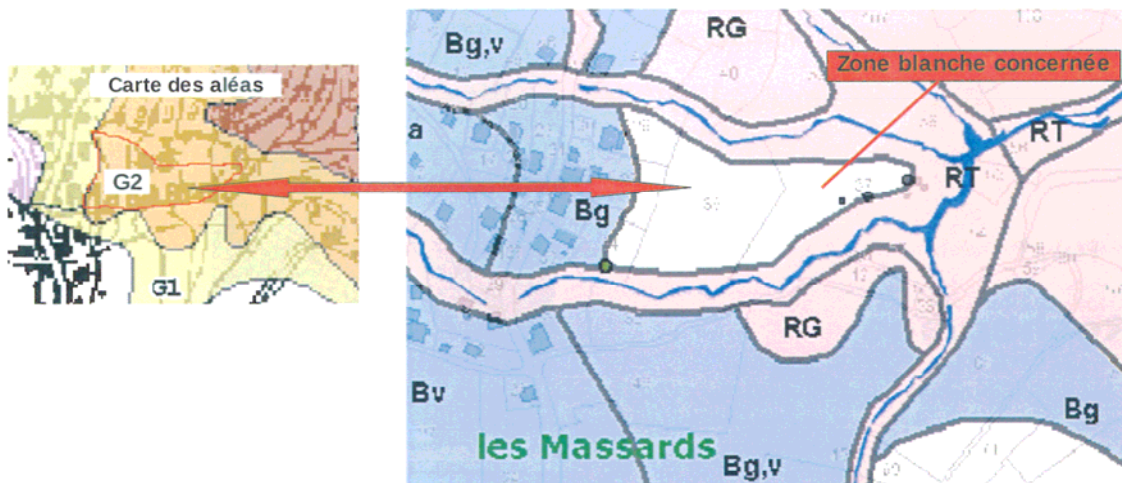 Carte des aléas
G2
G1
Bg,v
RG
Zone blanche concernée
a
RT
RT
Bg
RG
Bv
Bg
les Massards
Bg,v